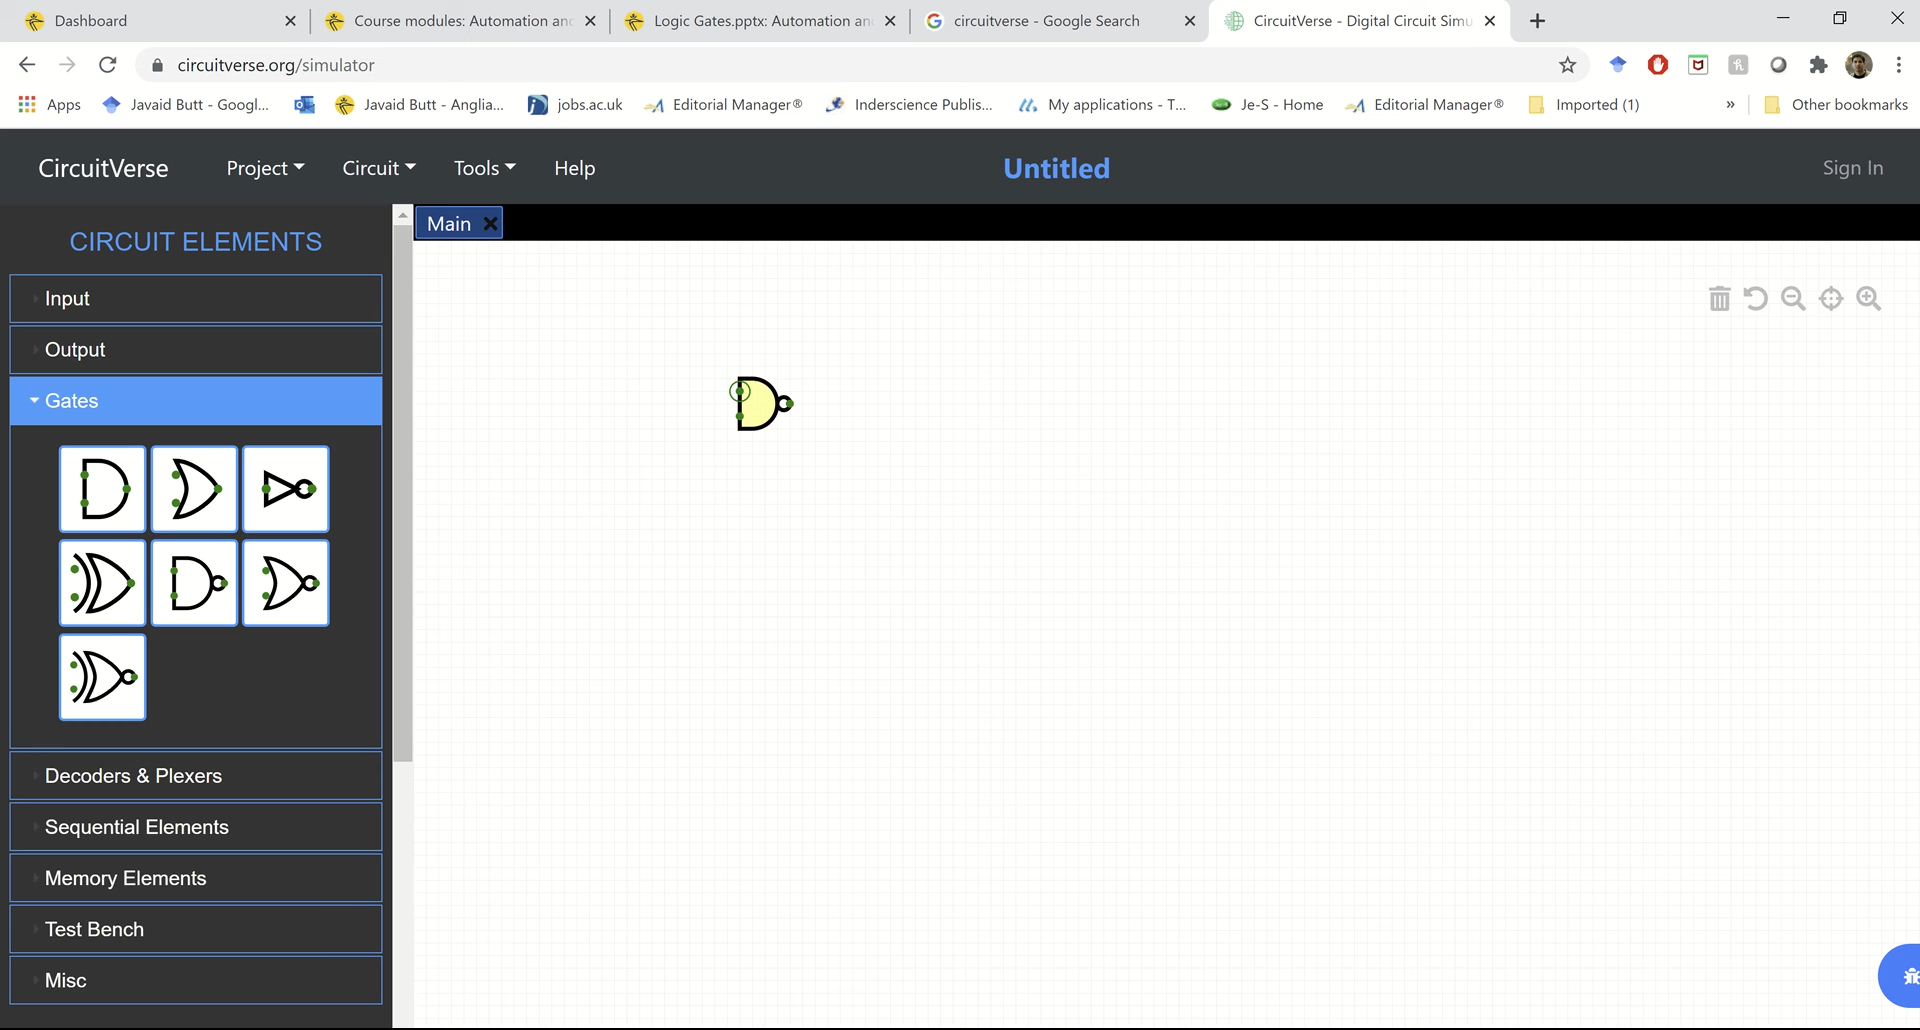 Dashboard
Course modules: Automation an
Logic Gates.pptx: Automation an
circuitverse - Google Search
CircuitVerse - Digital Circuit Simu
circuitverse.org/simulator
Apps
Javaid Butt - Googl...
Javaid Butt - Anglia...
jobs.ac.uk
Editorial Manager®
Inderscience Publis...
My applications - T...
Je-S - Home
Editorial Manager®
Imported (1)
»
Other bookmarks
CircuitVerse
Project
Circuit
Tools
Help
Untitled
Sign In
CIRCUIT ELEMENTS
Main
Input
Output
Gates
Decoders & Plexers
Sequential Elements
Memory Elements
Test Bench
Misc